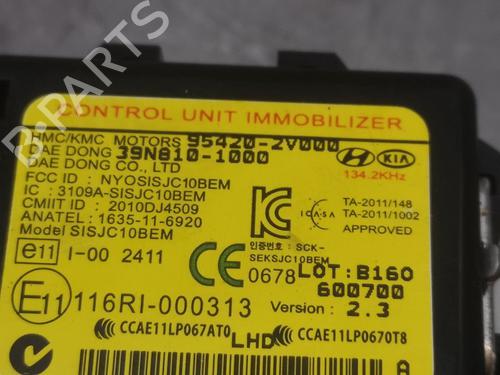 CONTROL UNIT IMMOBILIZER
HMC/KMC MOTORS 95420-2V000
DAE DONG 39N810-1000
DAE DONG CO., LTD
FCC ID : NYOSISJC10BEM
IC : 3109A-SISJC10BEM
CMIIT ID : 2010DJ4509
ANATEL : 1635-11-6920
Model SISJC10BEM
HYUNDAI KIA
134.2KHz
ICASA
TA-2011/148
TA-2011/1002
APPROVED
인증번호 : SCK-
SEKSJC10BEM
e11 I-00 2411
CE 0678
LOT:B160
600700
E11 116RI-000313
Version : 2.3
CCAE11LP067AT0
LHD
CCAE11LP0670T8
A
B-PARTS